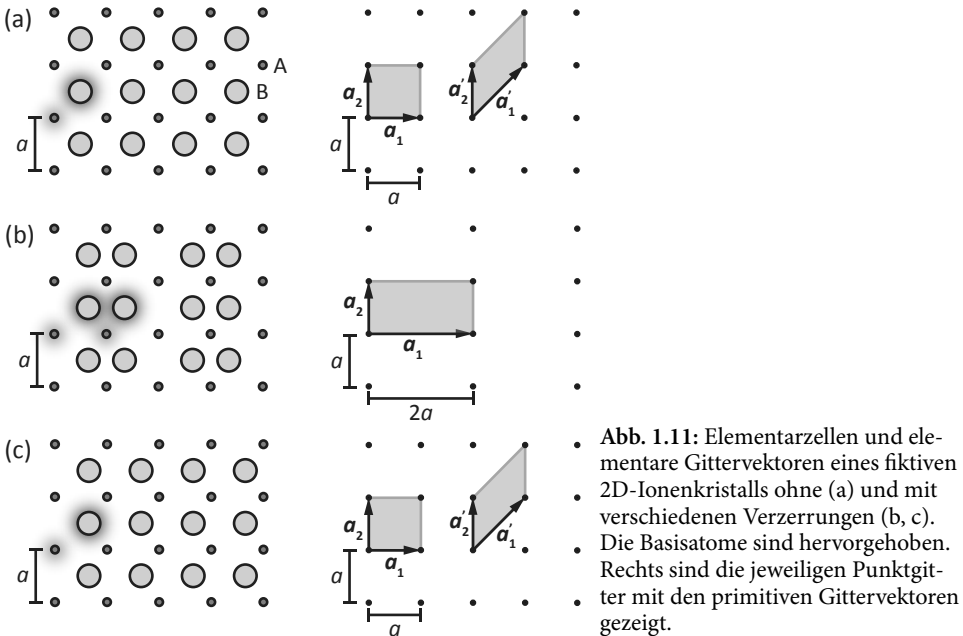 (a)
A
B
a
a₂
a₁
a₂′
a₁′
a
a
(b)
a
a₂
a₁
a
2a
(c)
a
a₂
a₁
a₂′
a₁′
a
a
Abb. 1.11: Elementarzellen und ele-
mentare Gittervektoren eines fiktiven
2D-Ionenkristalls ohne (a) und mit
verschiedenen Verzerrungen (b, c).
Die Basisatome sind hervorgehoben.
Rechts sind die jeweiligen Punktgit-
ter mit den primitiven Gittervektoren
gezeigt.